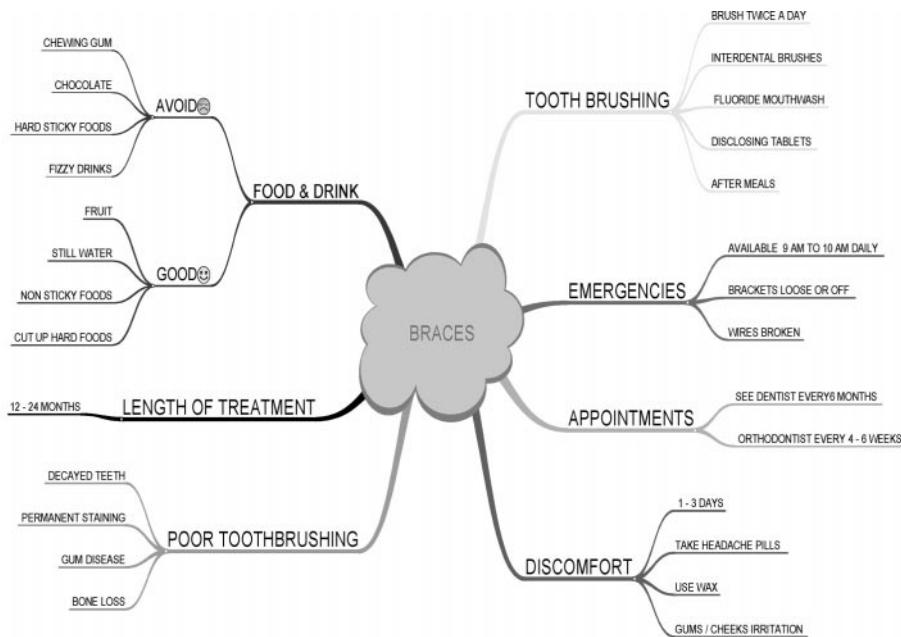 CHEWING GUM
CHOCOLATE
AVOID
HARD STICKY FOODS
FIZZY DRINKS
FOOD & DRINK
FRUIT
STILL WATER
GOOD
NON STICKY FOODS
CUT UP HARD FOODS
12 - 24 MONTHS
LENGTH OF TREATMENT
DECAYED TEETH
PERMANENT STAINING
POOR TOOTHBRUSHING
GUM DISEASE
BONE LOSS
BRACES
BRUSH TWICE A DAY
INTERDENTAL BRUSHES
TOOTH BRUSHING
FLUORIDE MOUTHWASH
DISCLOSING TABLETS
AFTER MEALS
AVAILABLE 9 AM TO 10 AM DAILY
EMERGENCIES
BRACKETS LOOSE OR OFF
WIRES BROKEN
SEE DENTIST EVERY6 MONTHS
APPOINTMENTS
ORTHODONTIST EVERY 4 - 6 WEEKS
1 - 3 DAYS
TAKE HEADACHE PILLS
DISCOMFORT
USE WAX
GUMS / CHEEKS IRRITATION